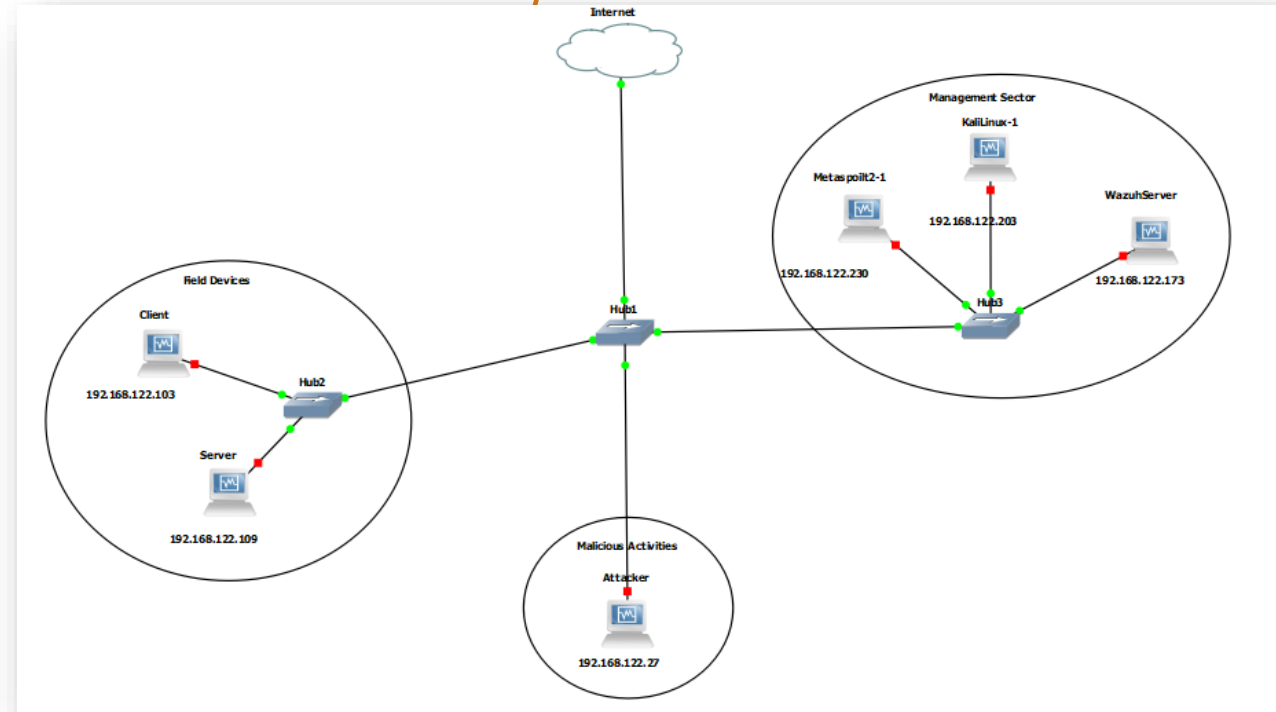 Internet
Management Sector
KaliLinux-1
Metaspoilt2-1
WazuhServer
192.168.122.203
192.168.122.230
192.168.122.173
Field Devices
Hub1
Hub3
Client
Hub2
192.168.122.103
Server
192.168.122.109
Malicious Activities
Attacker
192.168.122.27